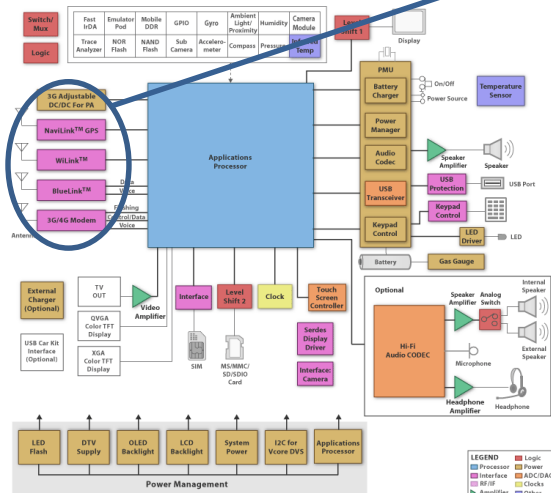 Switch/
Mux
Logic
Fast
IrDA
Emulator
Pod
Mobile
DDR
GPIO
Gyro
Ambient
Light/
Proximity
Humidity
Camera
Module
Trace
Analyzer
NOR
Flash
NAND
Flash
Sub
Camera
Accelero-
meter
Compass
Pressure
Temp
Level
Shift 1
Display
3G Adjustable
DC/DC For PA
NaviLink™ GPS
WiLink™
BlueLink™
3G/4G Modem
Antenna
Data
Voice
Flashing
Control/Data
Voice
Applications
Processor
PMU
Battery
Charger
Power
Manager
Audio
Codec
USB
Transceiver
Keypad
Control
On/Off
Power Source
Temperature
Sensor
Speaker
Amplifier
Speaker
USB
Protection
USB Port
Keypad
Control
LED
Driver
LED
Battery
Gas Gauge
External
Charger
(Optional)
USB Car Kit
Interface
(Optional)
TV
OUT
QVGA
Color TFT
Display
XGA
Color TFT
Display
Video
Amplifier
Interface
SIM
Level
Shift 2
MS/MMC/
SD/SDIO
Card
Clock
Touch
Screen
Controller
Serdes
Display
Driver
Interface:
Camera
Optional
Hi-Fi
Audio CODEC
Speaker
Amplifier
Analog
Switch
Internal
Speaker
External
Speaker
Microphone
Headphone
Amplifier
Headphone
LED
Flash
DTV
Supply
OLED
Backlight
LCD
Backlight
System
Power
I2C for
Vcore DVS
Applications
Processor
Power Management
LEGEND
Processor
Interface
RF/IF
Amplifier
Logic
Power
ADC/DAC
Clocks
Other